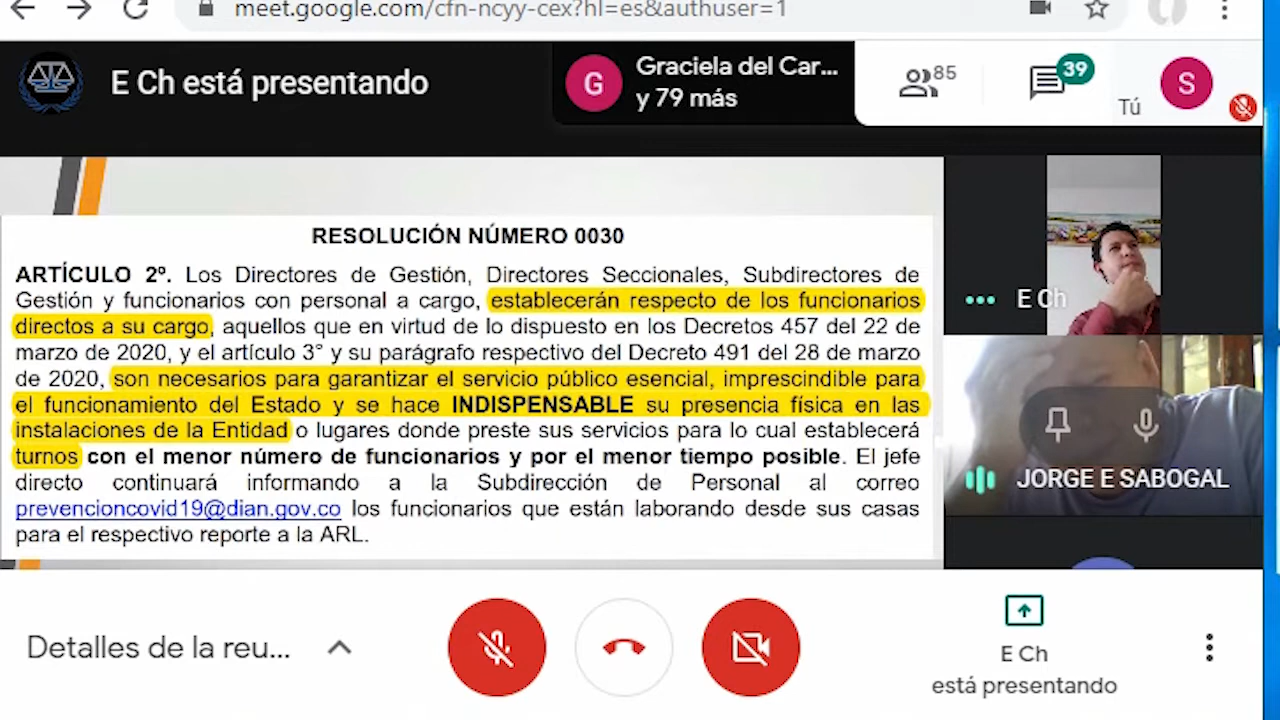 meet.google.com/cfn-ncyy-cex?hl=es&authuser=1
E Ch está presentando
G
Graciela del Car...
y 79 más
85
39
Tú
S
RESOLUCIÓN NÚMERO 0030
ARTÍCULO 2º. Los Directores de Gestión, Directores Seccionales, Subdirectores de
Gestión y funcionarios con personal a cargo, establecerán respecto de los funcionarios
directos a su cargo, aquellos que en virtud de lo dispuesto en los Decretos 457 del 22 de
marzo de 2020, y el artículo 3° y su parágrafo respectivo del Decreto 491 del 28 de marzo
de 2020, son necesarios para garantizar el servicio público esencial, imprescindible para
el funcionamiento del Estado y se hace INDISPENSABLE su presencia física en las
instalaciones de la Entidad o lugares donde preste sus servicios para lo cual establecerá
turnos con el menor número de funcionarios y por el menor tiempo posible. El jefe
directo continuará informando a la Subdirección de Personal al correo
prevencioncovid19@dian.gov.co los funcionarios que están laborando desde sus casas
para el respectivo reporte a la ARL.
E Ch
JORGE E SABOGAL
Detalles de la reu...
E Ch
está presentando